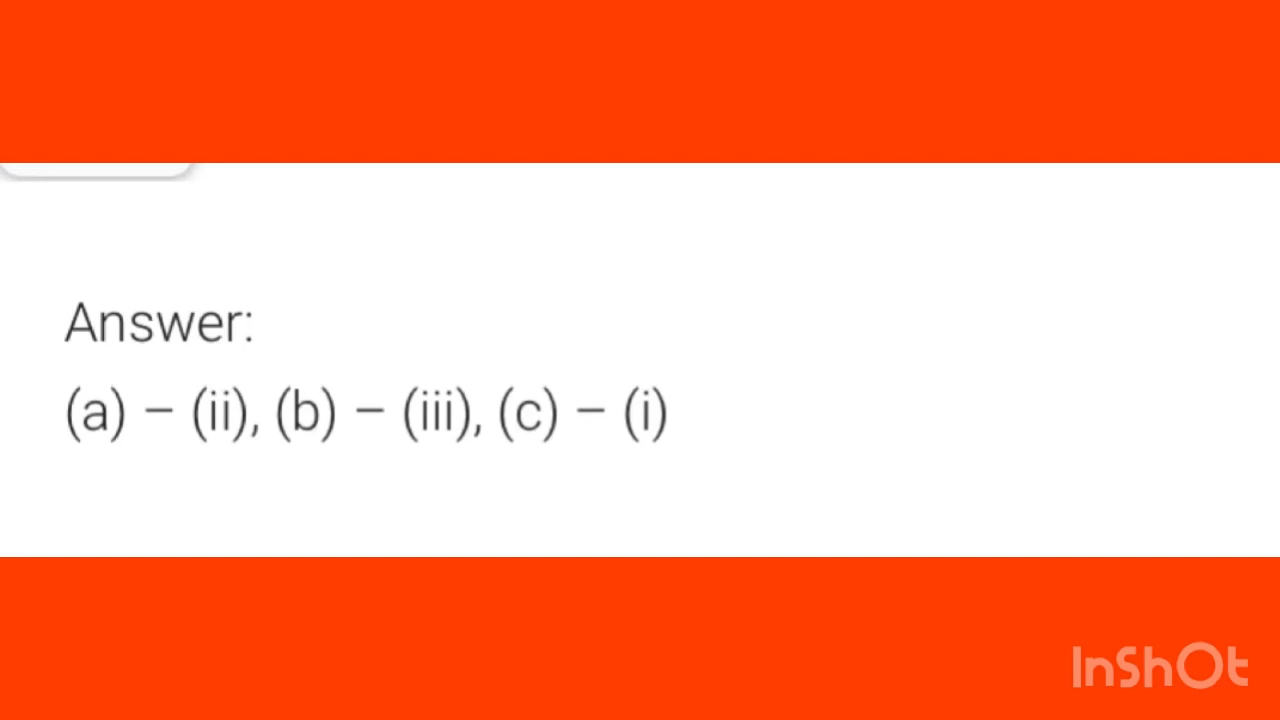 Answer:
(a) – (ii), (b) – (iii), (c) – (i)
InShOt